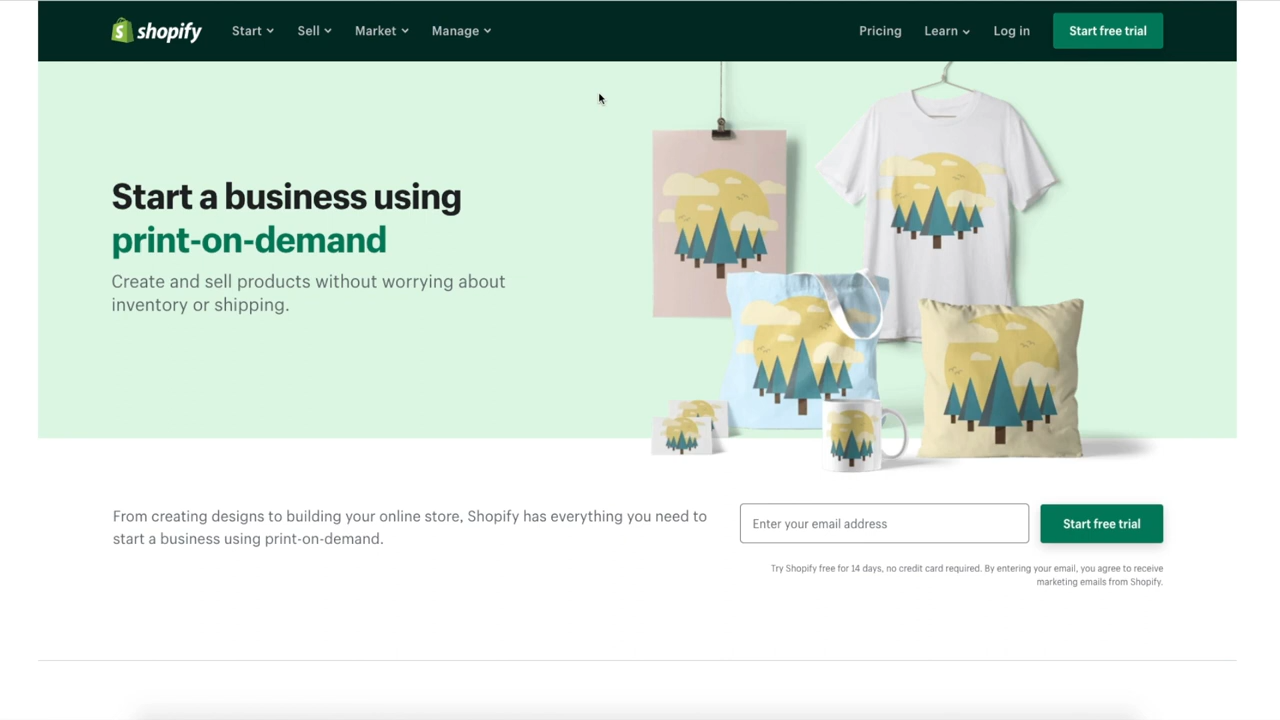 shopify Start Sell Market Manage Pricing Learn Log in Start free trial
Start a business using
print-on-demand
Create and sell products without worrying about
inventory or shipping.
From creating designs to building your online store, Shopify has everything you need to
start a business using print-on-demand.
Enter your email address Start free trial
Try Shopify free for 14 days, no credit card required. By entering your email, you agree to receive
marketing emails from Shopify.